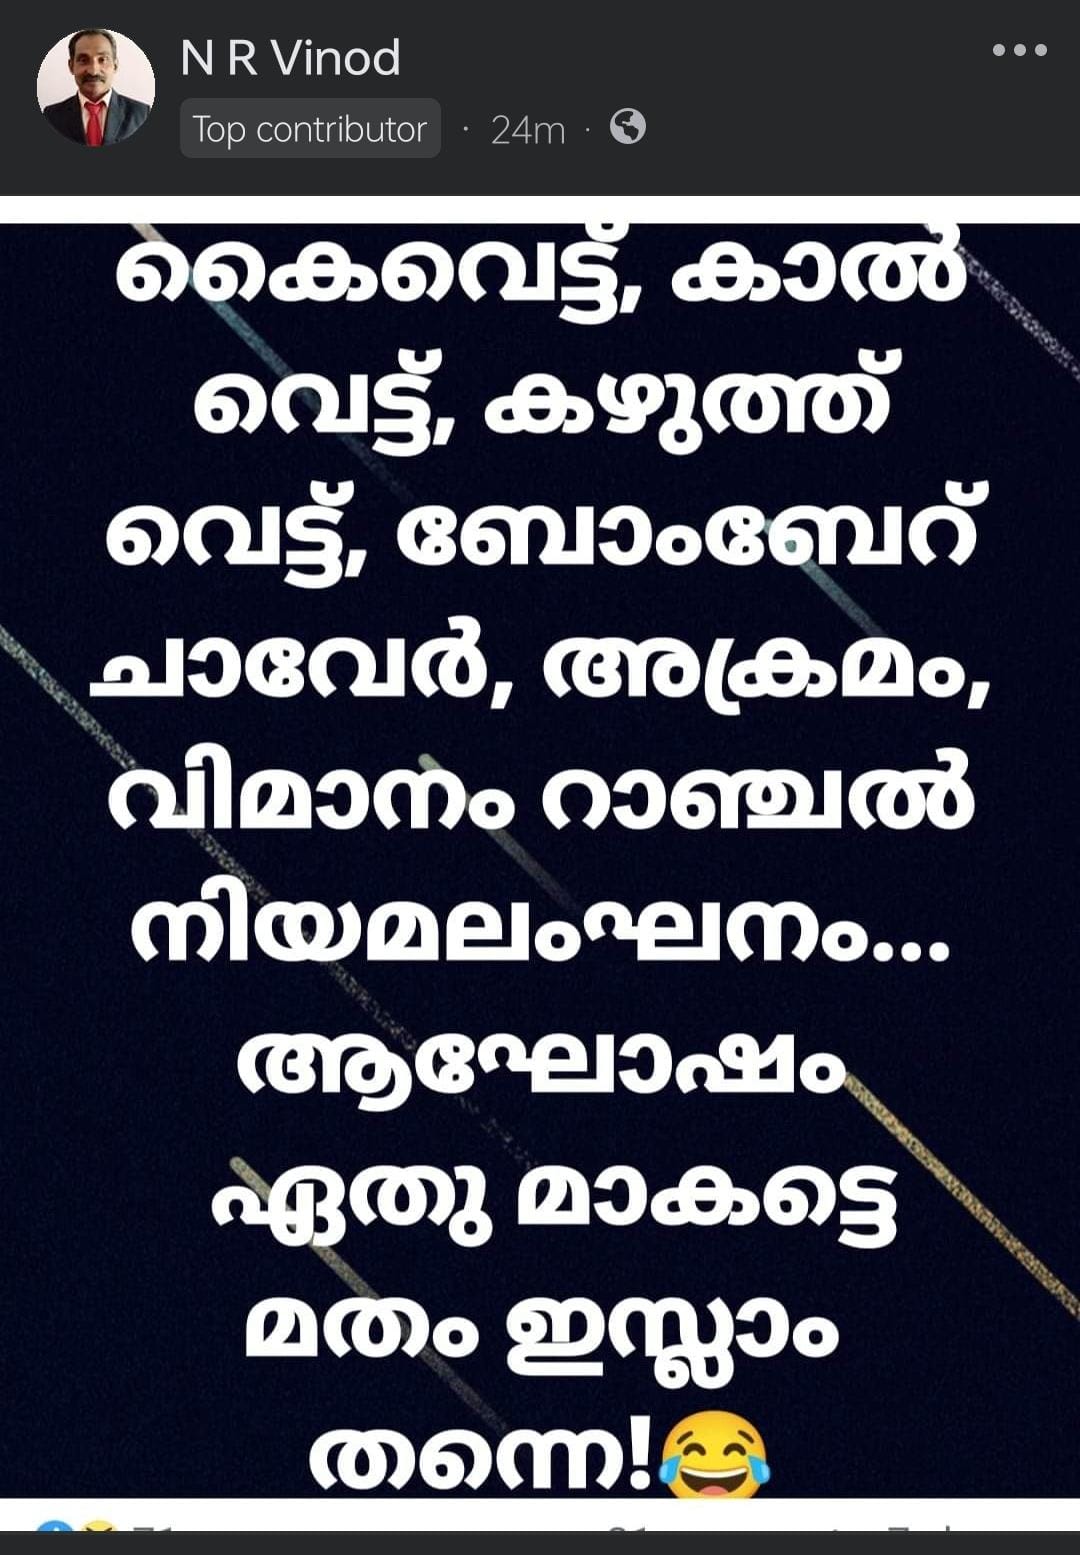 N R Vinod
Top contributor · 24m ·
കൈവെട്ട്, കാൽ
വെട്ട്, കഴുത്ത്
വെട്ട്, ബോംബേറ്
ചാവേർ, അക്രമം,
വിമാനം റാഞ്ചൽ
നിയമലംഘനം...
ആഘോഷം
ഏതു മാകട്ടെ
മതം ഇസ്ലാം
തന്നെ!😂